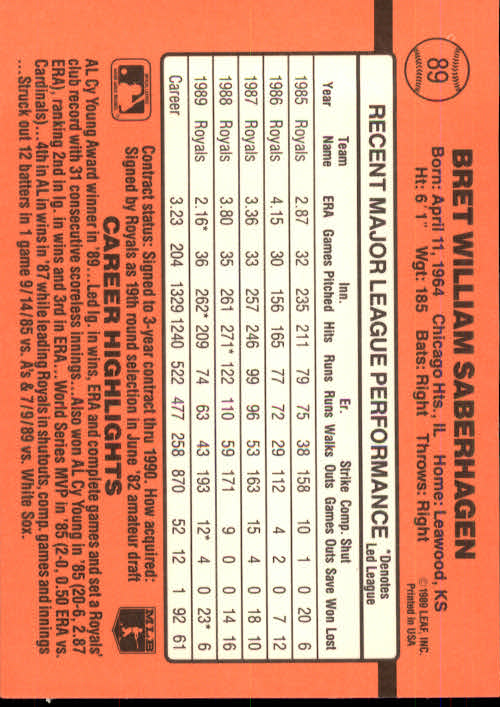 89
BRET WILLIAM SABERHAGEN
Born: April 11, 1964 Chicago Hts., IL Home: Leawood, KS
Ht: 6' 1" Wgt: 185 Bats: Right Throws: Right
©1989 LEAF, INC.
Printed in USA
RECENT MAJOR LEAGUE PERFORMANCE *Denotes
Led League
Team Inn. Er. Strike Comp. Shut
Year Name ERA Games Pitched Hits Runs Runs Walks Outs Games Outs Save Won Lost
1985 Royals 2.87 32 235 211 79 75 38 158 10 1 0 20 6
1986 Royals 4.15 30 156 165 77 72 29 112 4 2 0 7 12
1987 Royals 3.36 33 257 246 99 96 53 163 15 4 0 18 10
1988 Royals 3.80 35 261 271* 122 110 59 171 9 0 0 14 16
1989 Royals 2.16* 36 262* 209 74 63 43 193 12* 4 0 23* 6
Career 3.23 204 1329 1240 522 477 258 870 52 12 1 92 61
Contract status: Signed to 3-year contract thru 1990. How acquired:
Signed by Royals as 19th round selection in June '82 amateur draft
MLB
CAREER HIGHLIGHTS
AL Cy Young Award winner in '89...Led lg. in wins, ERA and complete games and set a Royals'
club record with 31 consecutive scoreless innings...Also won AL Cy Young in '85 (20-6, 2.87
ERA), ranking 2nd in lg. in wins and 3rd in ERA...World Series MVP in '85 (2-0, 0.50 ERA vs.
Cardinals)...4th in AL in wins in '87 while leading Royals in shutouts, comp. games and innings
...Struck out 12 batters in 1 game 9/14/85 vs. A's & 7/9/89 vs. White Sox.